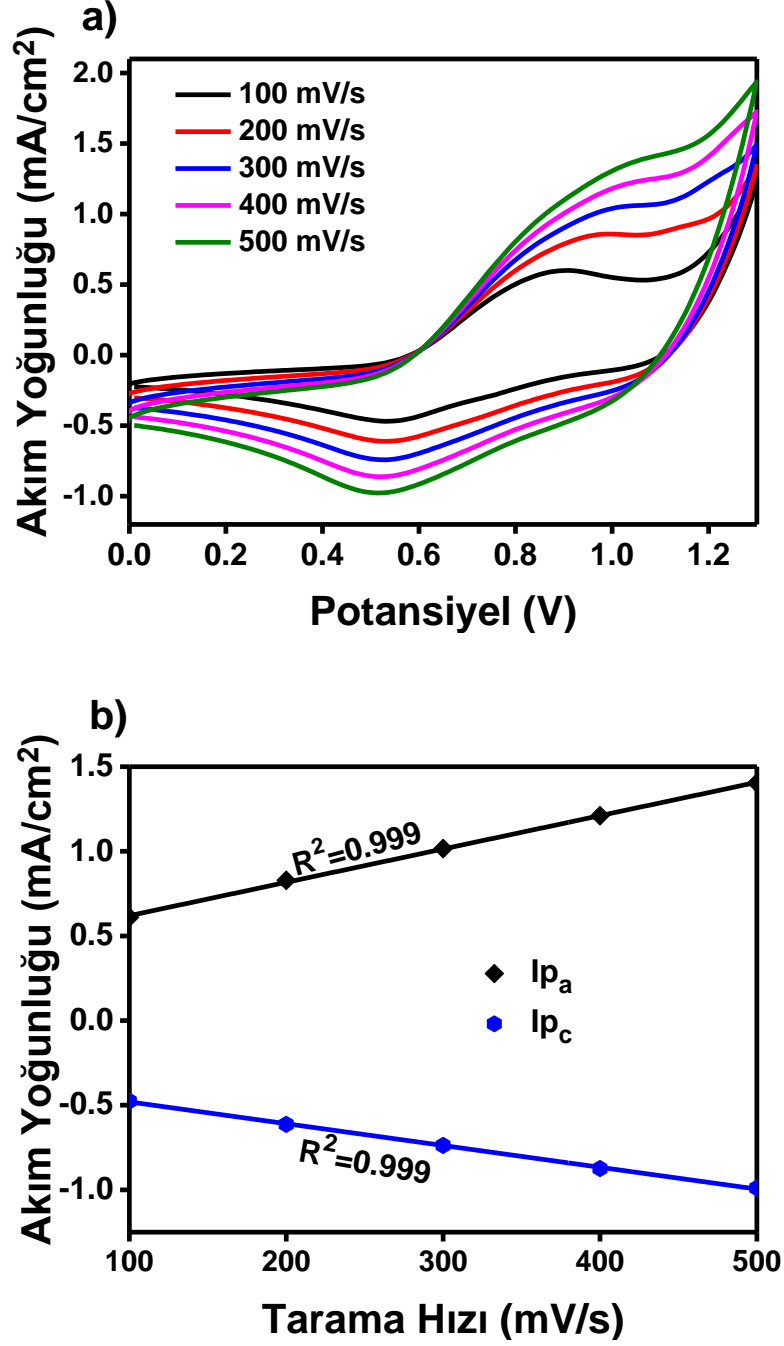 a)
Akım Yoğunluğu (mA/cm²)
2.0
1.5
1.0
0.5
0.0
-0.5
-1.0
100 mV/s
200 mV/s
300 mV/s
400 mV/s
500 mV/s
0.0 0.2 0.4 0.6 0.8 1.0 1.2
Potansiyel (V)
b)
Akım Yoğunluğu (mA/cm²)
1.5
1.0
0.5
0.0
-0.5
-1.0
R²=0.999
Ipₐ
Ip꜀
R²=0.999
100 200 300 400 500
Tarama Hızı (mV/s)